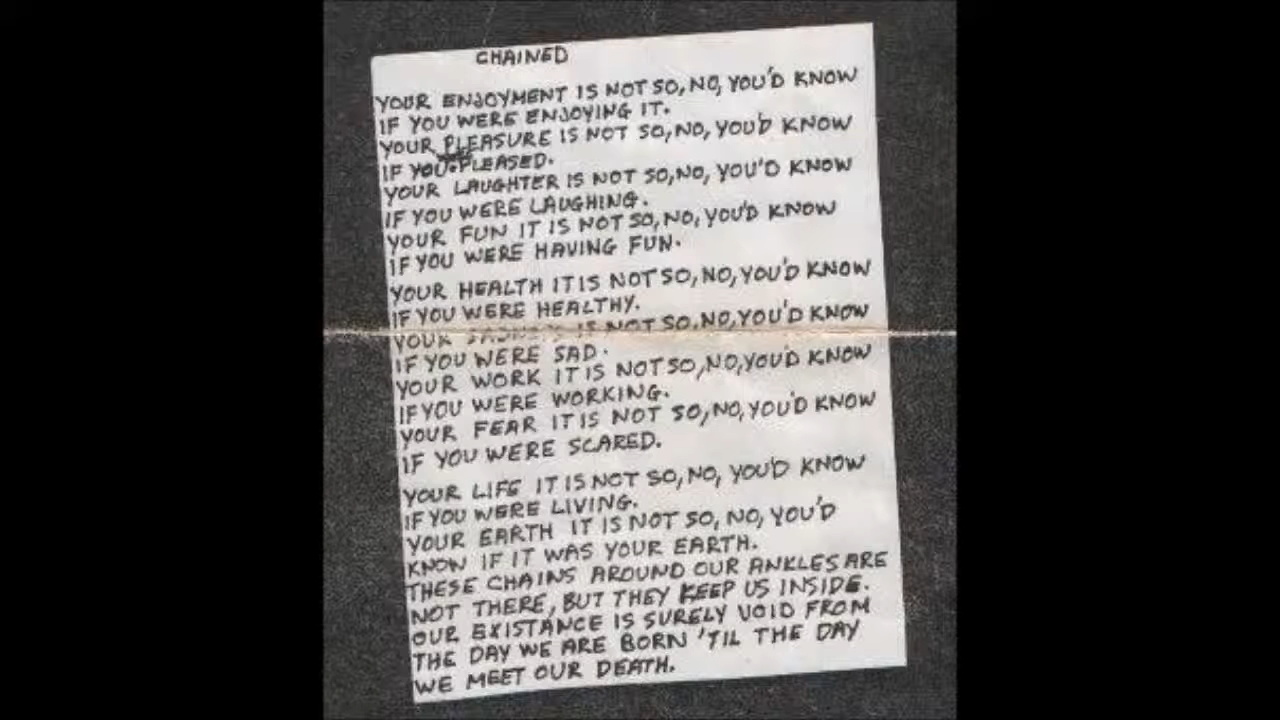 CHAINED
YOUR ENJOYMENT IS NOT SO, NO, YOU'D KNOW
IF YOU WERE ENJOYING IT.
YOUR PLEASURE IS NOT SO, NO, YOU'D KNOW
IF YOU PLEASED.
YOUR LAUGHTER IS NOT SO, NO, YOU'D KNOW
IF YOU WERE LAUGHING.
YOUR FUN IT IS NOT SO, NO, YOU'D KNOW
IF YOU WERE HAVING FUN.
YOUR HEALTH IT IS NOT SO, NO, YOU'D KNOW
IF YOU WERE HEALTHY.
YOUR SADNESS IS NOT SO, NO, YOU'D KNOW
IF YOU WERE SAD.
YOUR WORK IT IS NOT SO, NO, YOU'D KNOW
IF YOU WERE WORKING.
YOUR FEAR IT IS NOT SO, NO, YOU'D KNOW
IF YOU WERE SCARED.
YOUR LIFE IT IS NOT SO, NO, YOU'D KNOW
IF YOU WERE LIVING.
YOUR EARTH IT IS NOT SO, NO, YOU'D
KNOW IF IT WAS YOUR EARTH.
THESE CHAINS AROUND OUR ANKLES ARE
NOT THERE, BUT THEY KEEP US INSIDE.
OUR EXISTANCE IS SURELY VOID FROM
THE DAY WE ARE BORN 'TIL THE DAY
WE MEET OUR DEATH.